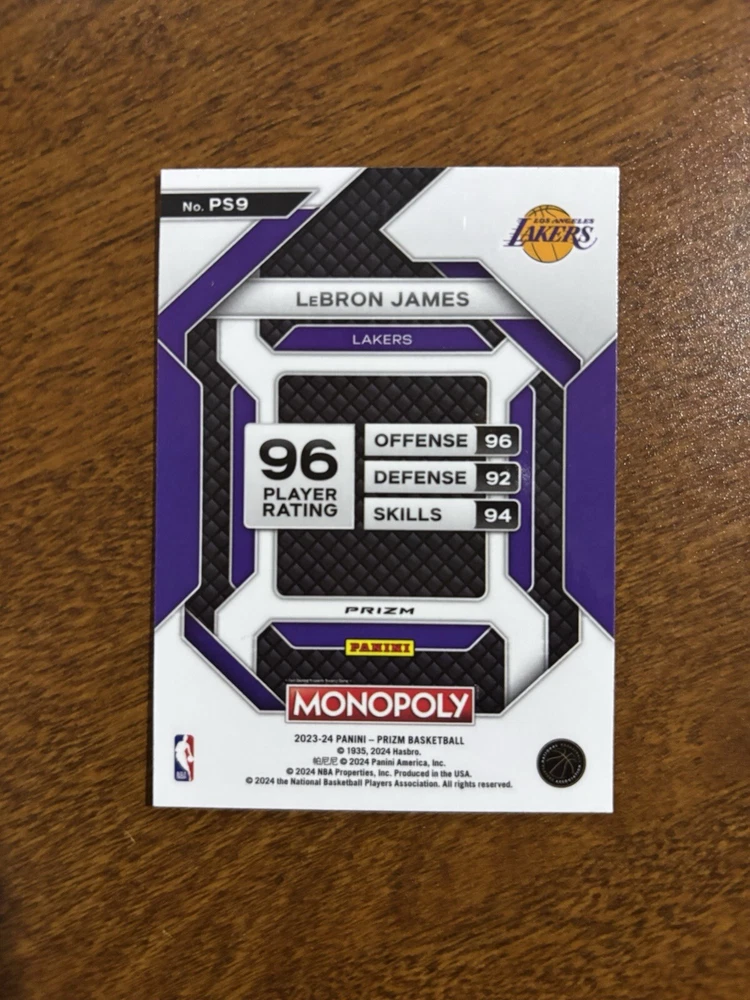 No. PS9
LOS ANGELES
LAKERS
LeBRON JAMES
LAKERS
96
PLAYER
RATING
OFFENSE 96
DEFENSE 92
SKILLS 94
PRIZM
PANINI
MONOPOLY
2023-24 PANINI – PRIZM BASKETBALL
© 1935, 2024 Hasbro.
帕尼尼 © 2024 Panini America, Inc.
© 2024 NBA Properties, Inc. Produced in the USA.
© 2024 the National Basketball Players Association. All rights reserved.
NBA